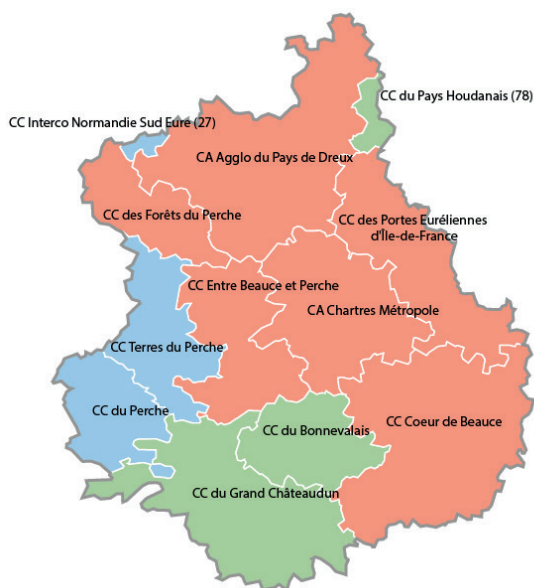 CC du Pays Houdanais (78)
CC Interco Normandie Sud Eure (27)
CA Agglo du Pays de Dreux
CC des Forêts du Perche
CC des Portes Euréliennes
d'Île-de-France
CC Entre Beauce et Perche
CA Chartres Métropole
CC Terres du Perche
CC du Perche
CC Coeur de Beauce
CC du Bonnevalais
CC du Grand Châteaudun